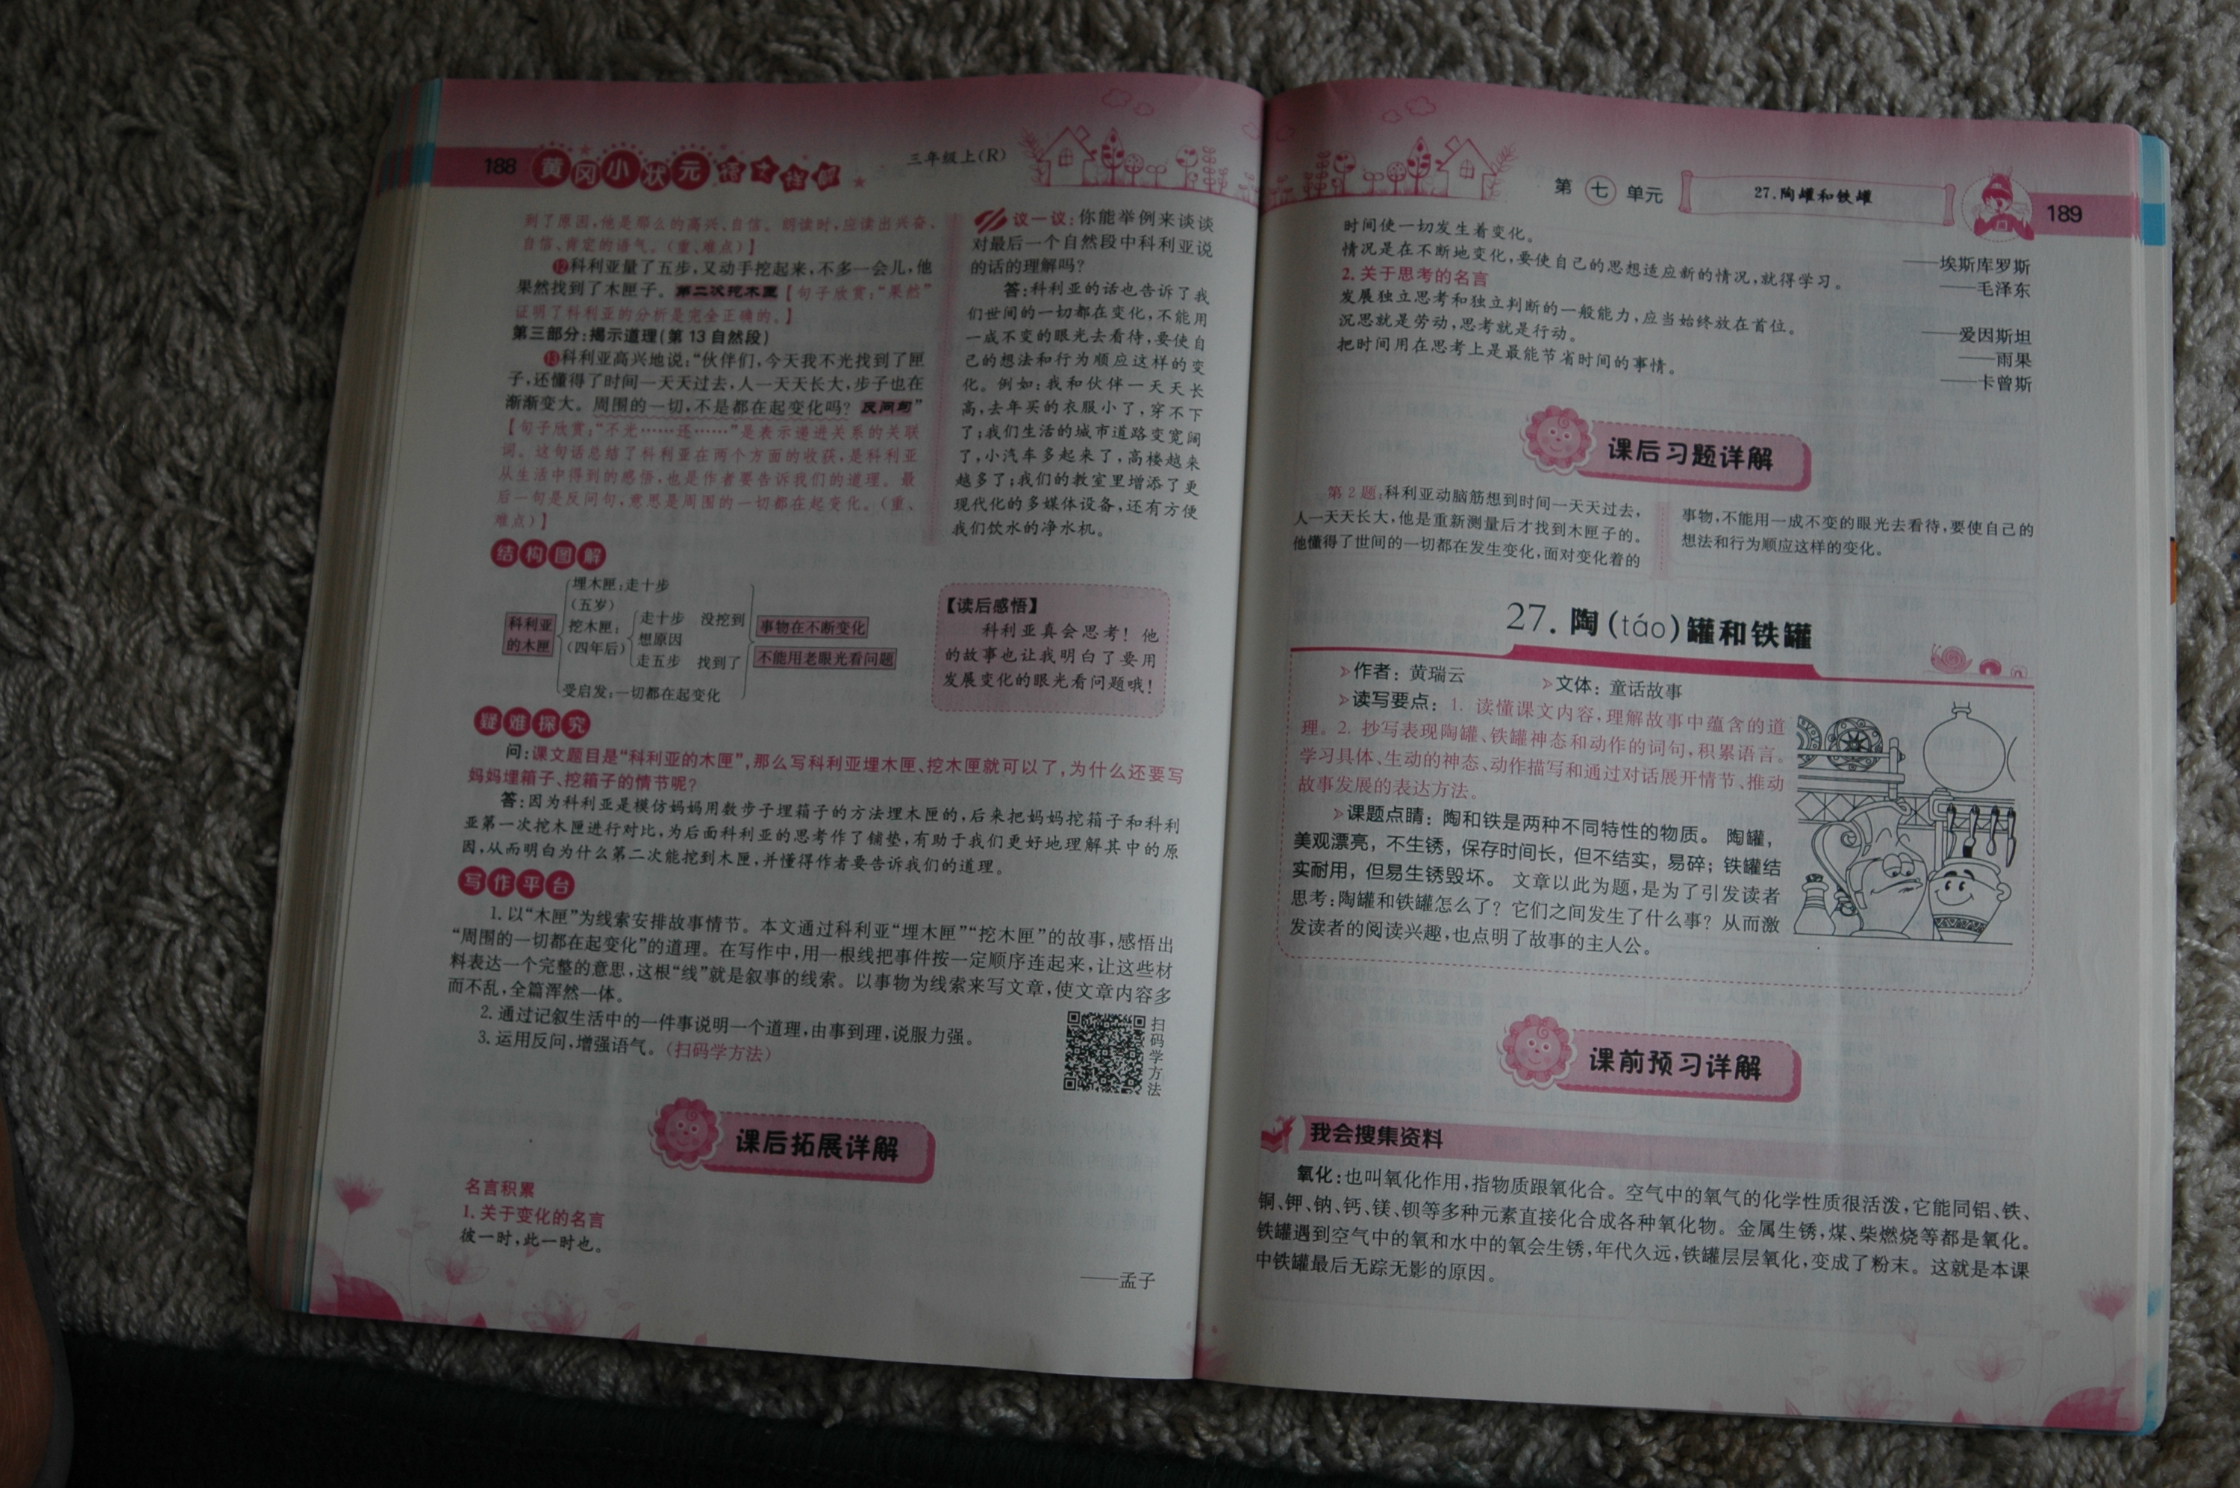 188 黄冈小状元 语文详解 三年级上(R)
到了原因,他是那么的高兴,自信。朗读时,应读出兴奋、
自信、肯定的语气。(重、难点)】
科利亚量了五步,又动手挖起来,不多一会儿,他
果然找到了木匣子。第二次挖木匣【句子欣赏:“果然”
证明了科利亚的分析是完全正确的。】
第三部分:揭示道理(第 13 自然段)
科利亚高兴地说:“伙伴们,今天我不光找到了匣
子,还懂得了时间一天天过去,人一天天长大,步子也在
渐渐变大。周围的一切,不是都在起变化吗? 反问句”
【句子欣赏:“不光……还……”是表示递进关系的关联
词。这句话总结了科利亚在两个方面的收获,是科利亚
从生活中得到的感悟,也是作者要告诉我们的道理。最
后一句是反问句,意思是周围的一切都在起变化。(重、
难点)】
议一议:你能举例来谈谈
对最后一个自然段中科利亚说
的话的理解吗?
答:科利亚的话也告诉了我
们世间的一切都在变化,不能用
一成不变的眼光去看待,要使自
己的想法和行为顺应这样的变
化。例如:我和伙伴一天天长
高;去年买的衣服小了,穿不下
了;我们生活的城市道路变宽阔
了,小汽车多起来了,高楼越来
越多了;我们的教室里增添了更
现代化的多媒体设备,还有方便
我们饮水的净水机。
结构图解
科利亚
的木匣
埋木匣:走十步
(五岁)
挖木匣:
(四年后)
走十步 没挖到
想原因
走五步 找到了
受启发:一切都在起变化
事物在不断变化
不能用老眼光看问题
【读后感悟】
科利亚真会思考!他
的故事也让我明白了要用
发展变化的眼光看问题哦!
疑难探究
问:课文题目是“科利亚的木匣”,那么写科利亚埋木匣、挖木匣就可以了,为什么还要写
妈妈埋箱子、挖箱子的情节呢?
答:因为科利亚是模仿妈妈用数步子埋箱子的方法埋木匣的,后来把妈妈挖箱子和科利
亚第一次挖木匣进行对比,为后面科利亚的思考作了铺垫,有助于我们更好地理解其中的原
因,从而明白为什么第二次能挖到木匣,并懂得作者要告诉我们的道理。
写作平台
1. 以“木匣”为线索安排故事情节。本文通过科利亚“埋木匣”“挖木匣”的故事,感悟出
“周围的一切都在起变化”的道理。在写作中,用一根线把事件按一定顺序连起来,让这些材
料表达一个完整的意思,这根“线”就是叙事的线索。以事物为线索来写文章,使文章内容多
而不乱,全篇浑然一体。
2. 通过记叙生活中的一件事说明一个道理,由事到理,说服力强。
3. 运用反问,增强语气。(扫码学方法)
扫码学方法
课后拓展详解
名言积累
1. 关于变化的名言
彼一时,此一时也。 ——孟子
第七单元 27.陶罐和铁罐 189
时间使一切发生着变化。 ——埃斯库罗斯
情况是在不断地变化,要使自己的思想适应新的情况,就得学习。 ——毛泽东
2. 关于思考的名言
发展独立思考和独立判断的一般能力,应当始终放在首位。 ——爱因斯坦
沉思就是劳动,思考就是行动。 ——雨果
把时间用在思考上是最能节省时间的事情。 ——卡曾斯
课后习题详解
第 2 题:科利亚动脑筋想到时间一天天过去,
人一天天长大,他是重新测量后才找到木匣子的。
他懂得了世间的一切都在发生变化,面对变化着的
事物,不能用一成不变的眼光去看待,要使自己的
想法和行为顺应这样的变化。
27. 陶(táo)罐和铁罐
作者:黄瑞云 文体:童话故事
读写要点:1. 读懂课文内容,理解故事中蕴含的道
理。2. 抄写表现陶罐、铁罐神态和动作的词句,积累语言。
学习具体、生动的神态、动作描写和通过对话展开情节、推动
故事发展的表达方法。
课题点睛:陶和铁是两种不同特性的物质。陶罐,
美观漂亮,不生锈,保存时间长,但不结实,易碎;铁罐结
实耐用,但易生锈毁坏。文章以此为题,是为了引发读者
思考:陶罐和铁罐怎么了?它们之间发生了什么事?从而激
发读者的阅读兴趣,也点明了故事的主人公。
课前预习详解
我会搜集资料
氧化:也叫氧化作用,指物质跟氧化合。空气中的氧气的化学性质很活泼,它能同铝、铁、
铜、钾、钠、钙、镁、钡等多种元素直接化合成各种氧化物。金属生锈,煤、柴燃烧等都是氧化。
铁罐遇到空气中的氧和水中的氧会生锈,年代久远,铁罐层层氧化,变成了粉末。这就是本课
中铁罐最后无踪无影的原因。